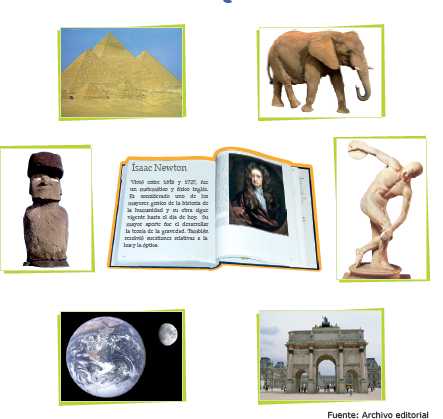 Isaac Newton
Vivió entre 1643 y 1727, fue
un matemático y físico inglés.
Es considerado uno de los
mayores genios de la historia de
la humanidad y su obra sigue
vigente hasta el día de hoy. Su
mayor aporte fue el desarrollar
la teoría de la gravedad. También
resolvió cuestiones relativas a la
luz y la óptica.
Fuente: Archivo editorial